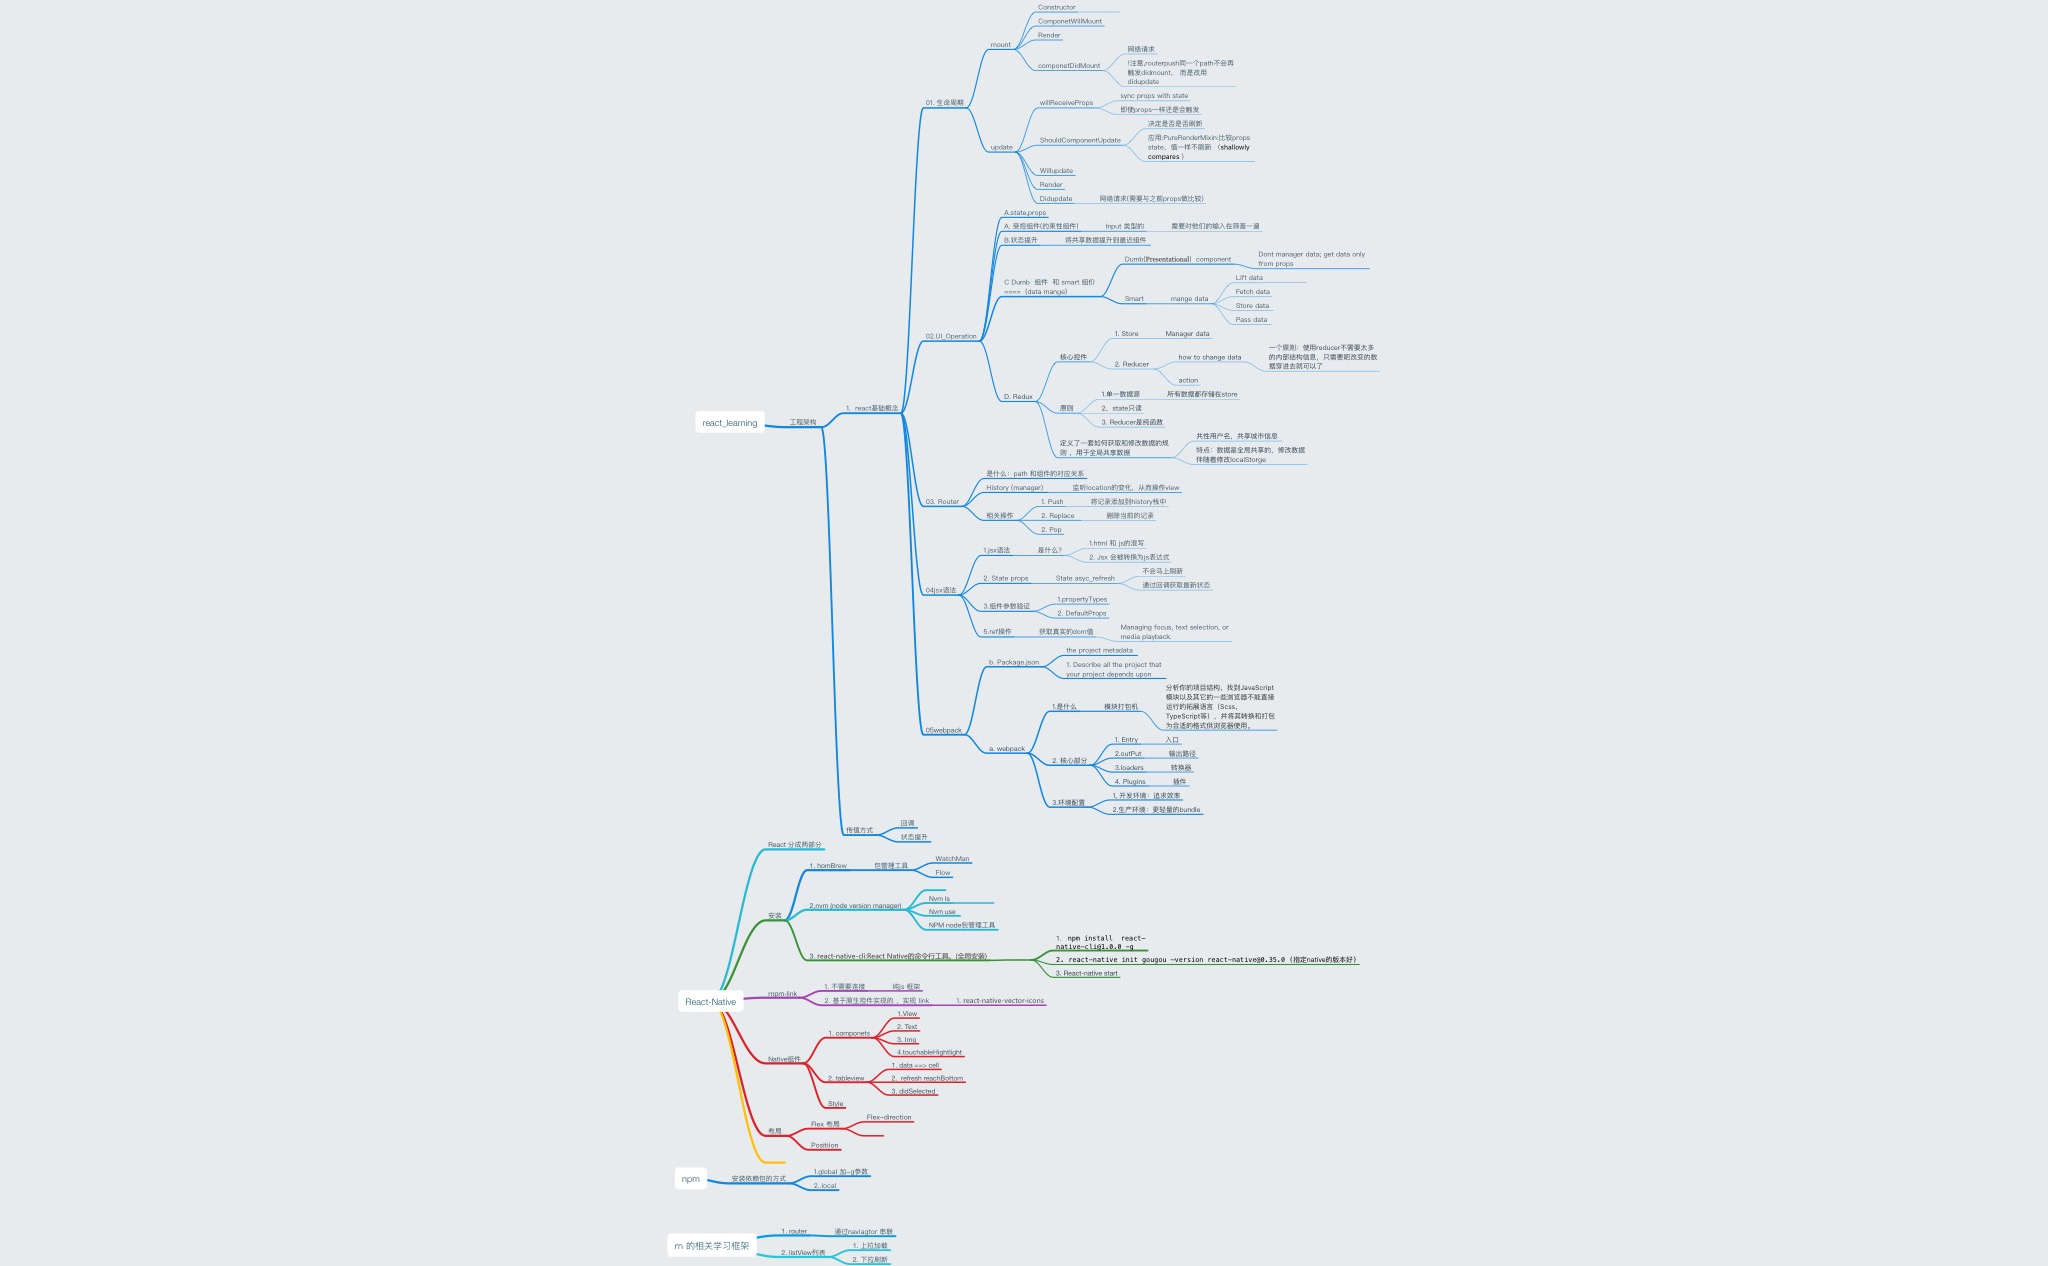 Constructor
ComponetWillMount
Render
mount
网络请求
componetDidMount
!注意,routerpush同一个path不会再
触发didmount， 而是改用
didupdate
01. 生命周期
willReceiveProps
sync props with state
即使props一样还是会触发
决定是否是否刷新
ShouldComponentUpdate
应用:PureRenderMixin:比较props
state，值一样不刷新 （shallowly
compares ）
update
Willupdate
Render
Didupdate
网络请求(需要与之前props做比较)
A.state,props
A. 受控组件(约束性组件)
Input 类型的
需要对他们的输入在筛查一遍
B.状态提升
将共享数据提升到最近组件
Dumb(Presentational) component
Dont manager data; get data only
from props
C Dumb 组件 和 smart 组价
==== (data mange)
Lift data
Fetch data
Smart
mange data
Store data
Pass data
02.UI_Operation
1. Store
Manager data
核心控件
一个原则：使用reducer不需要太多
的内部结构信息，只需要把改变的数
据穿进去就可以了
2. Reducer
how to change data
action
D. Redux
1.单一数据源
所有数据都存储在store
原则
2，state只读
3. Reducer是纯函数
定义了一套如何获取和修改数据的规
则 ，用于全局共享数据
共性用户名，共享城市信息
特点：数据是全局共享的，修改数据
伴随着修改localStorge
react_learning
工程架构
1. react基础概念
是什么：path 和组件的对应关系
03. Router
History (manager)
监听location的变化，从而操作view
相关操作
1. Push
将记录添加到history栈中
2. Replace
删除当前的记录
2. Pop
1.jsx语法
是什么?
1.html 和 js的混写
2. Jsx 会被转换为js表达式
2. State props
State asyc_refresh
不会马上刷新
通过回调获取最新状态
04jsx语法
3.组件参数验证
1.propertyTypes
2. DefaultProps
5.ref操作
获取真实的dom值
Managing focus, text selection, or
media playback.
b. Package.json
the project metadata
1. Describe all the project that
your project depends upon
05webpack
1.是什么
模块打包机
分析你的项目结构，找到JavaScript
模块以及其它的一些浏览器不能直接
运行的拓展语言（Scss，
TypeScript等），并将其转换和打包
为合适的格式供浏览器使用。
a. webpack
1. Entry
入口
2. 核心部分
2.outPut
输出路径
3.loaders
转换器
4. Plugins
插件
3.环境配置
1. 开发环境：追求效率
2.生产环境：更轻量的bundle
传值方式
回调
状态提升
React 分成两部分
1. homBrew
包管理工具
WatchMan
Flow
安装
2.nvm (node version manager)
Nvm ls
Nvm use
NPM node包管理工具
3. react-native-cli:React Native的命令行工具。(全局安装)
1. npm install react-
native-cli@1.0.0 -g
2. react-native init gougou -version react-native@0.35.0 (指定native的版本好)
3. React-native start
React-Native
rnpm-link
1. 不需要连接
纯js 框架
2. 基于原生控件实现的 ，实现 link
1. react-native-vector-icons
Native组件
1. componets
1.View
2. Text
3. Img
4.touchableHightlight
2. tableview
1. data ==> cell
2. refresh reachBottom
3. didSelected
Style
布局
Flex 布局
Flex-direction
Positiion
npm
安装依赖包的方式
1.global 加-g参数
2..local
rn 的相关学习框架
1. router
通过naviagtor 串联
2. listView列表
1. 上拉加载
2. 下拉刷新